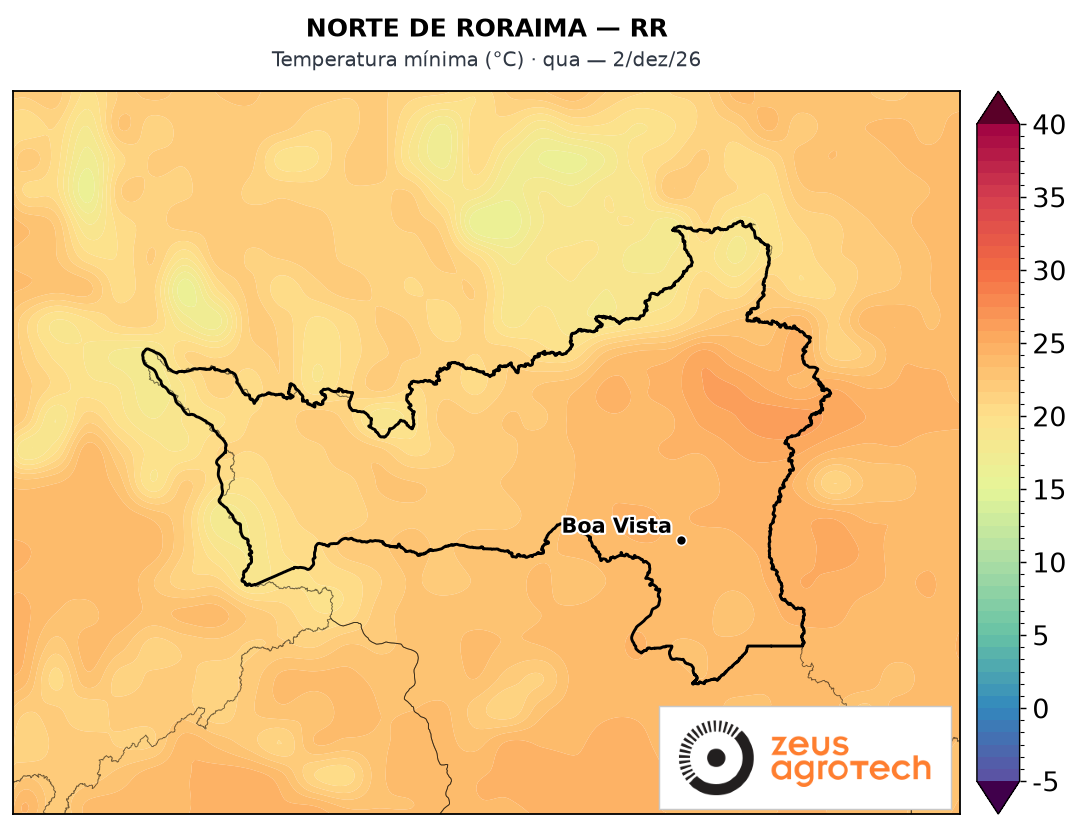 NORTE DE RORAIMA — RR
Temperatura mínima (°C) · qua — 2/dez/26
40
35
30
25
20
15
10
5
0
-5
Boa Vista
zeus
agrotech